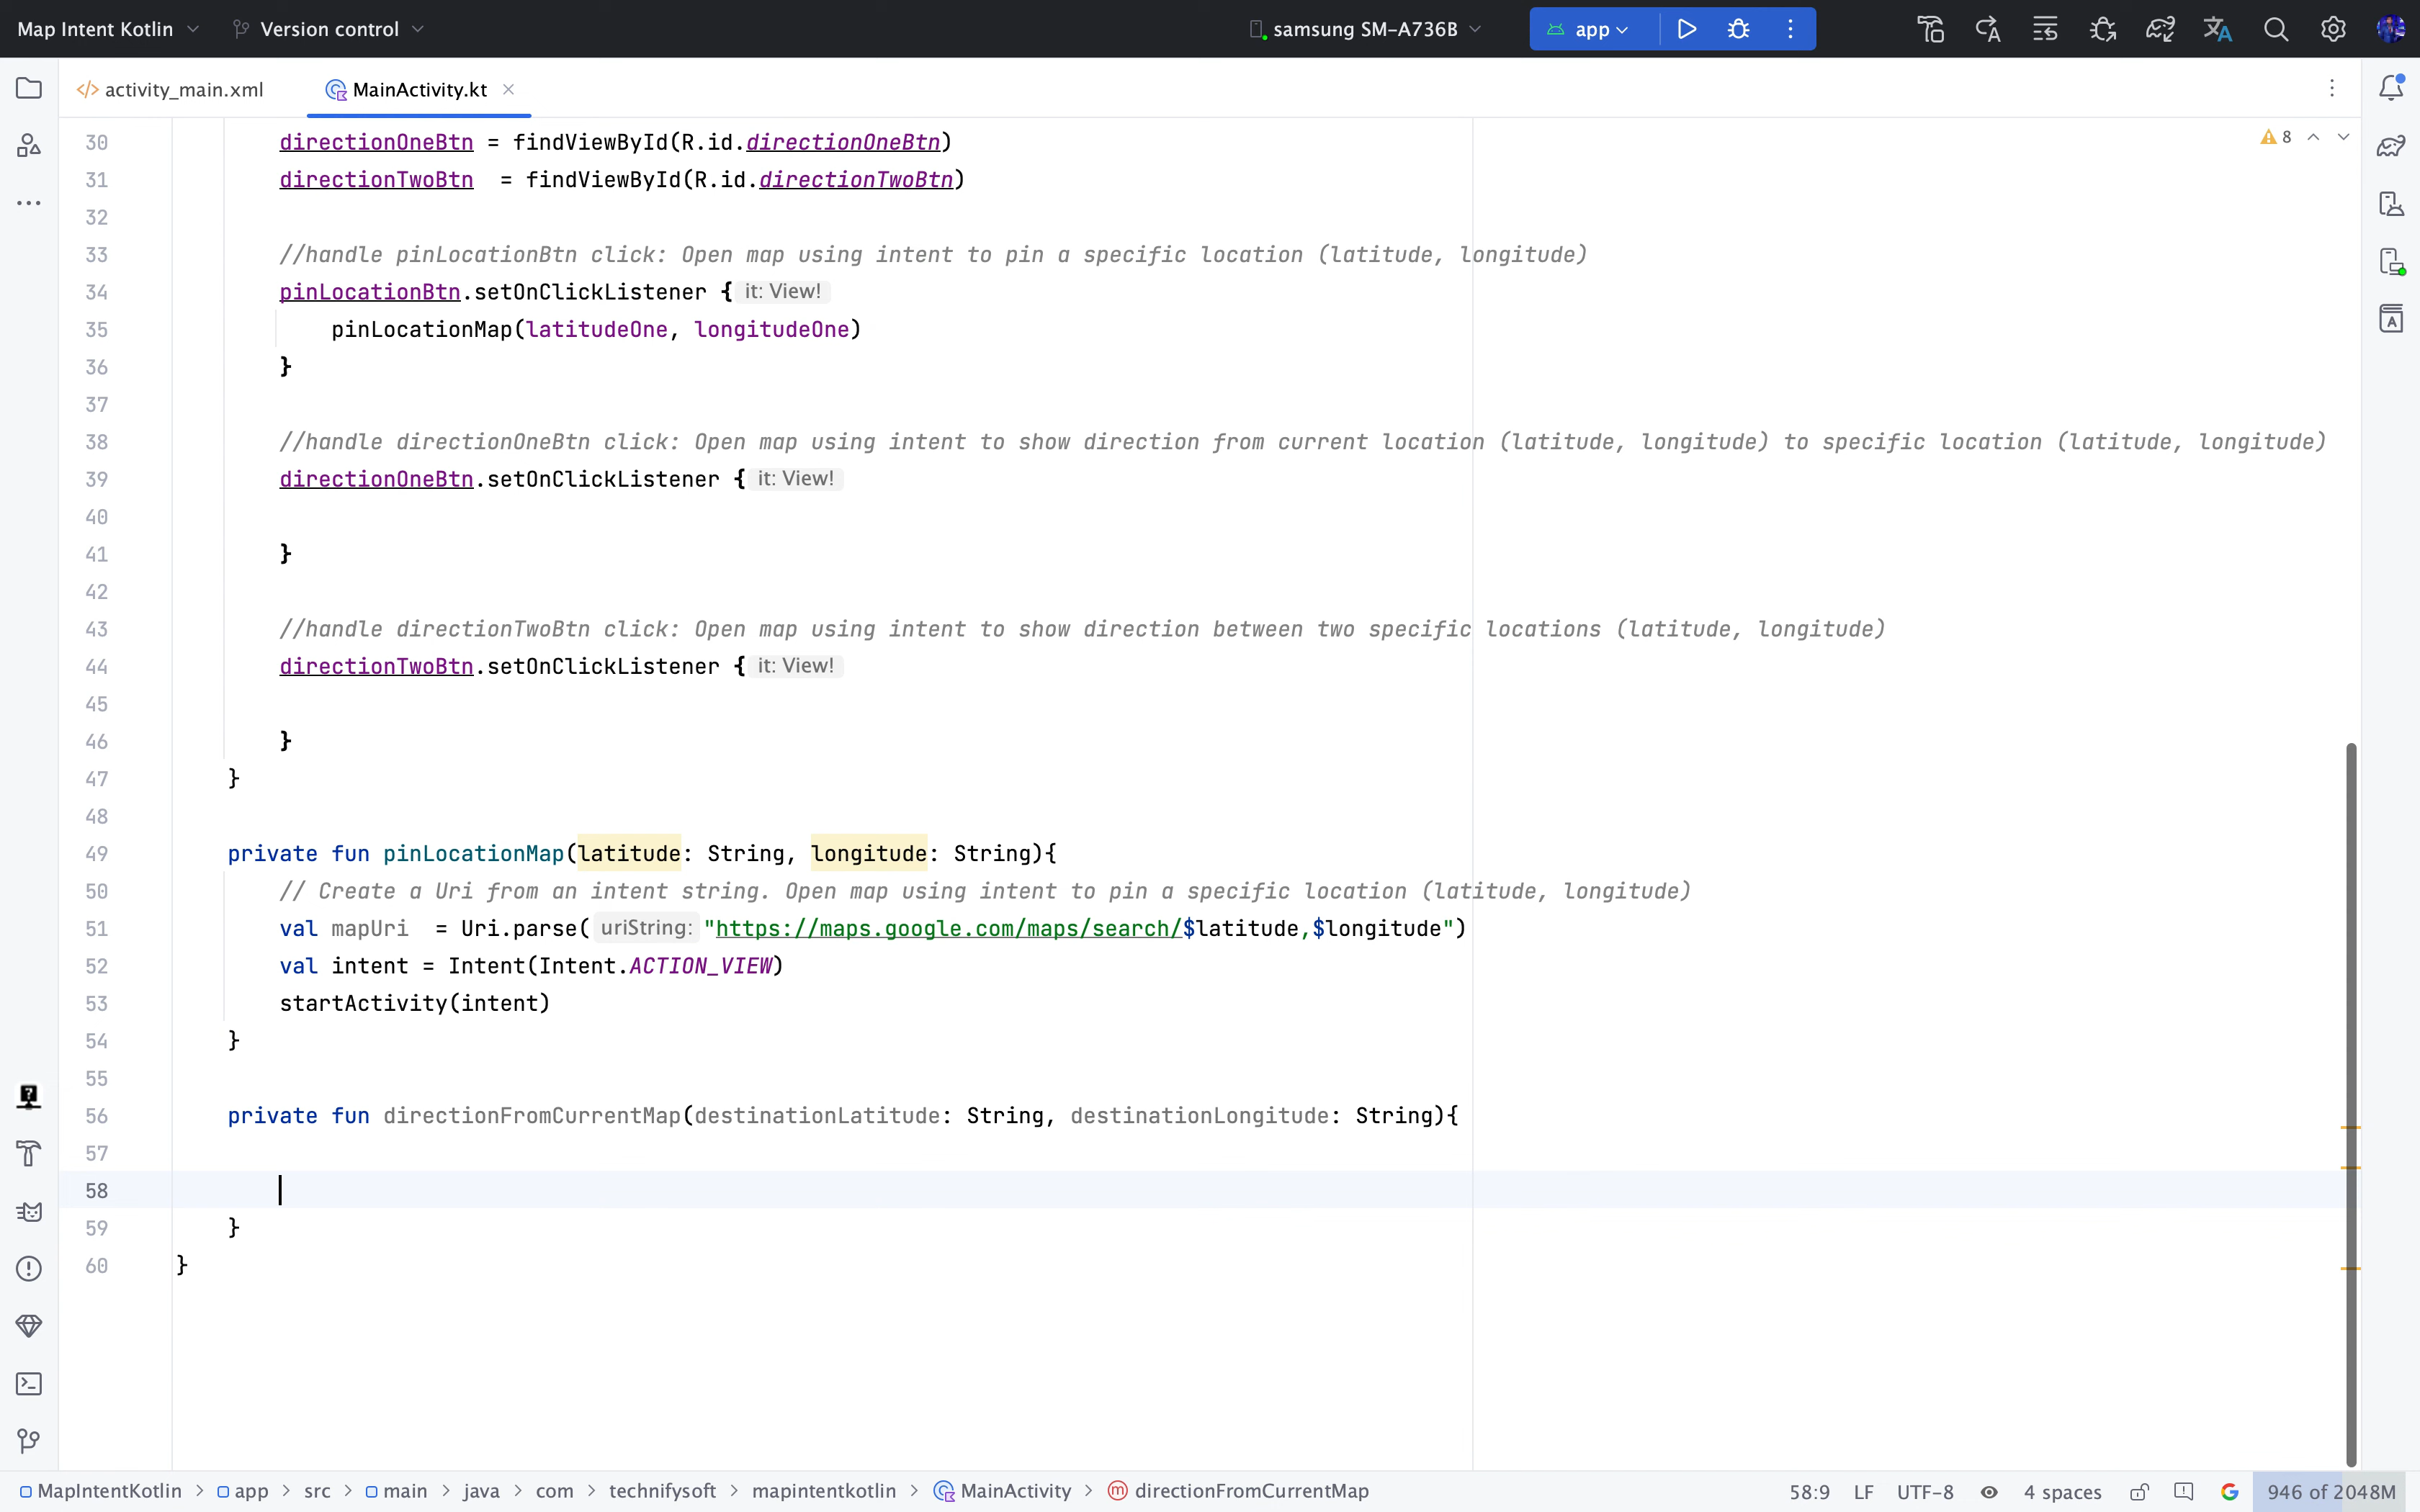 Map Intent Kotlin Version control samsung SM-A736B app
activity_main.xml MainActivity.kt
8
30 directionOneBtn = findViewById(R.id.directionOneBtn)
31 directionTwoBtn  = findViewById(R.id.directionTwoBtn)
32
33 //handle pinLocationBtn click: Open map using intent to pin a specific location (latitude, longitude)
34 pinLocationBtn.setOnClickListener { it: View!
35 pinLocationMap(latitudeOne, longitudeOne)
36 }
37
38 //handle directionOneBtn click: Open map using intent to show direction from current location (latitude, longitude) to specific location (latitude, longitude)
39 directionOneBtn.setOnClickListener { it: View!
40
41 }
42
43 //handle directionTwoBtn click: Open map using intent to show direction between two specific locations (latitude, longitude)
44 directionTwoBtn.setOnClickListener { it: View!
45
46 }
47 }
48
49 private fun pinLocationMap(latitude: String, longitude: String){
50 // Create a Uri from an intent string. Open map using intent to pin a specific location (latitude, longitude)
51 val mapUri  = Uri.parse( uriString: "https://maps.google.com/maps/search/$latitude,$longitude")
52 val intent = Intent(Intent.ACTION_VIEW)
53 startActivity(intent)
54 }
55
56 private fun directionFromCurrentMap(destinationLatitude: String, destinationLongitude: String){
57
58
59 }
60 }
MapIntentKotlin > app > src > main > java > com > technifysoft > mapintentkotlin > MainActivity > directionFromCurrentMap 58:9 LF UTF-8 4 spaces 946 of 2048M